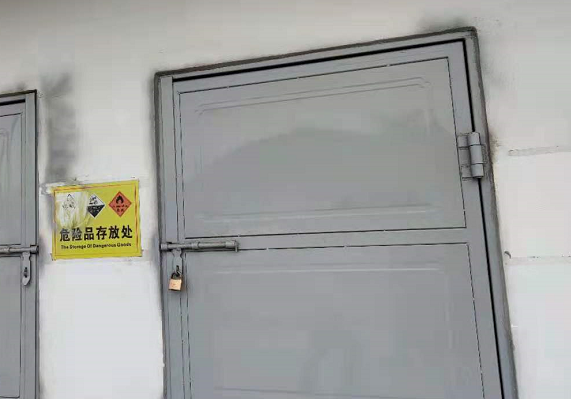 危险品存放处
The Storage Of Dangerous Goods